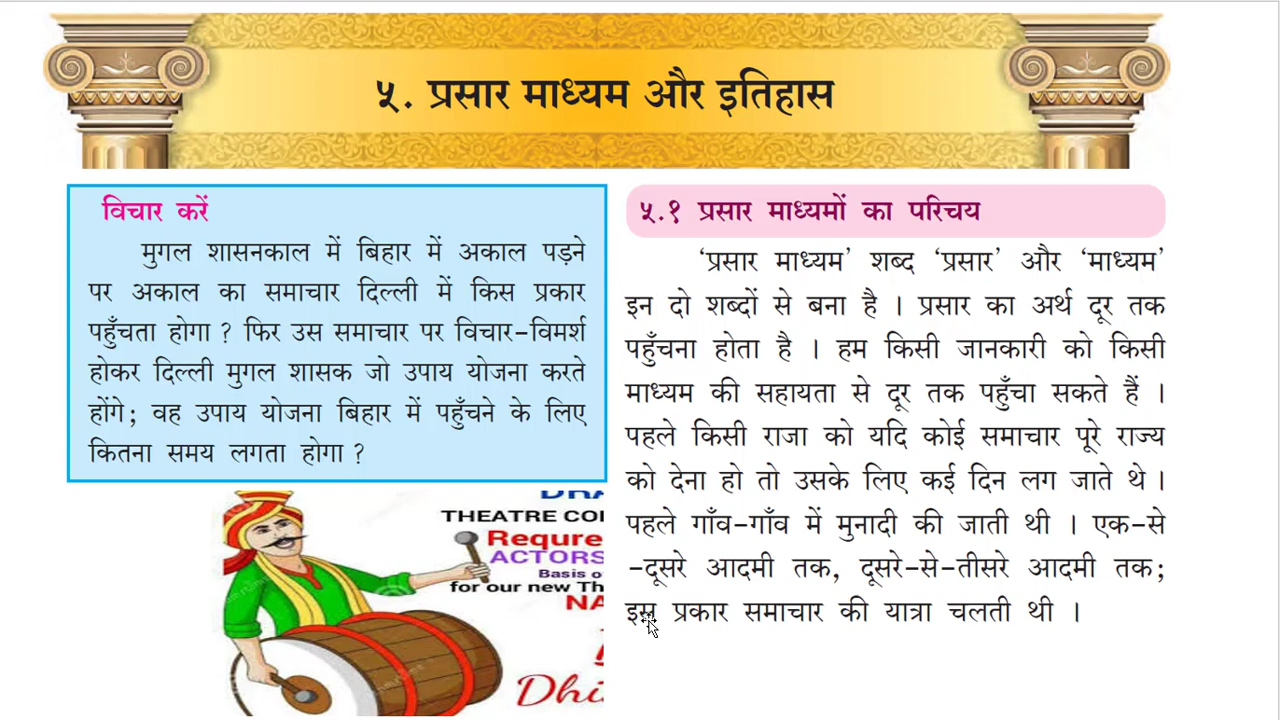 ५. प्रसार माध्यम और इतिहास
विचार करें
मुगल शासनकाल में बिहार में अकाल पड़ने
पर अकाल का समाचार दिल्ली में किस प्रकार
पहुँचता होगा ? फिर उस समाचार पर विचार-विमर्श
होकर दिल्ली मुगल शासक जो उपाय योजना करते
होंगे; वह उपाय योजना बिहार में पहुँचने के लिए
कितना समय लगता होगा ?
THEATRE
Requre
ACTORS
Basis
for our new
५.१ प्रसार माध्यमों का परिचय
‘प्रसार माध्यम’ शब्द ‘प्रसार’ और ‘माध्यम’
इन दो शब्दों से बना है । प्रसार का अर्थ दूर तक
पहुँचना होता है । हम किसी जानकारी को किसी
माध्यम की सहायता से दूर तक पहुँचा सकते हैं ।
पहले किसी राजा को यदि कोई समाचार पूरे राज्य
को देना हो तो उसके लिए कई दिन लग जाते थे ।
पहले गाँव-गाँव में मुनादी की जाती थी । एक-से
-दूसरे आदमी तक, दूसरे-से-तीसरे आदमी तक;
इस प्रकार समाचार की यात्रा चलती थी ।